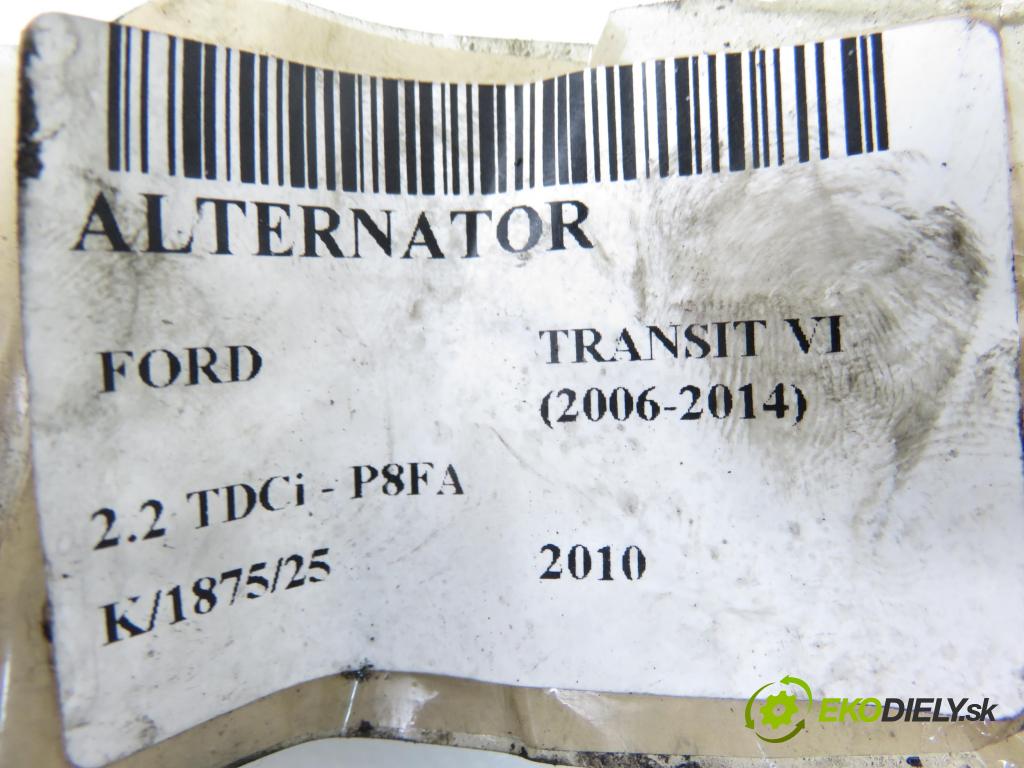 ALTERNATOR
FORD TRANSIT VI
(2006-2014)
2.2 TDCi - P8FA
K/1875/25 2010
EKODIELY.sk